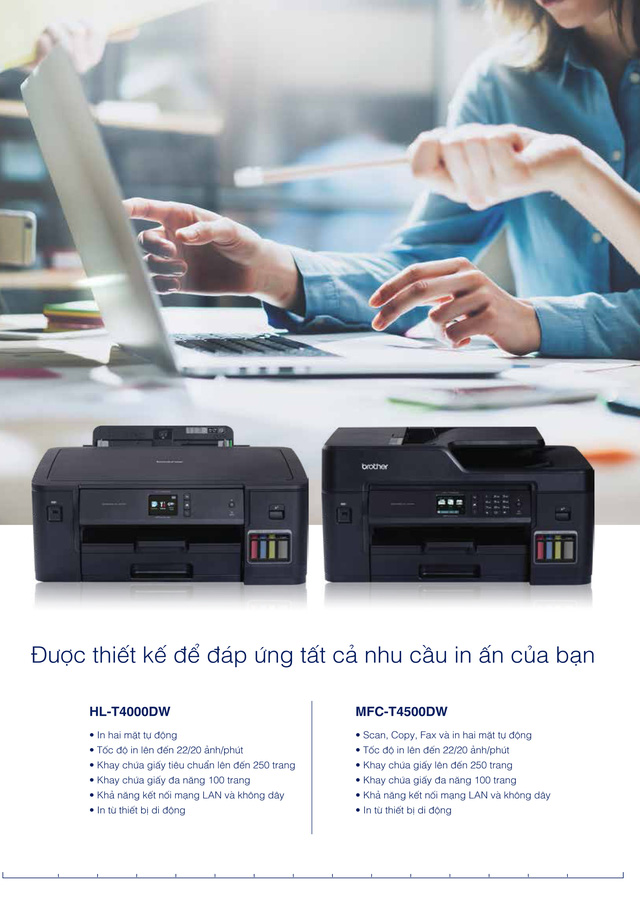 brother
Được thiết kế để đáp ứng tất cả nhu cầu in ấn của bạn
HL-T4000DW
• In hai mặt tự động
• Tốc độ in lên đến 22/20 ảnh/phút
• Khay chứa giấy tiêu chuẩn lên đến 250 trang
• Khay chứa giấy đa năng 100 trang
• Khả năng kết nối mạng LAN và không dây
• In từ thiết bị di động
MFC-T4500DW
• Scan, Copy, Fax và in hai mặt tự động
• Tốc độ in lên đến 22/20 ảnh/phút
• Khay chứa giấy lên đến 250 trang
• Khay chứa giấy đa năng 100 trang
• Khả năng kết nối mạng LAN và không dây
• In từ thiết bị di động